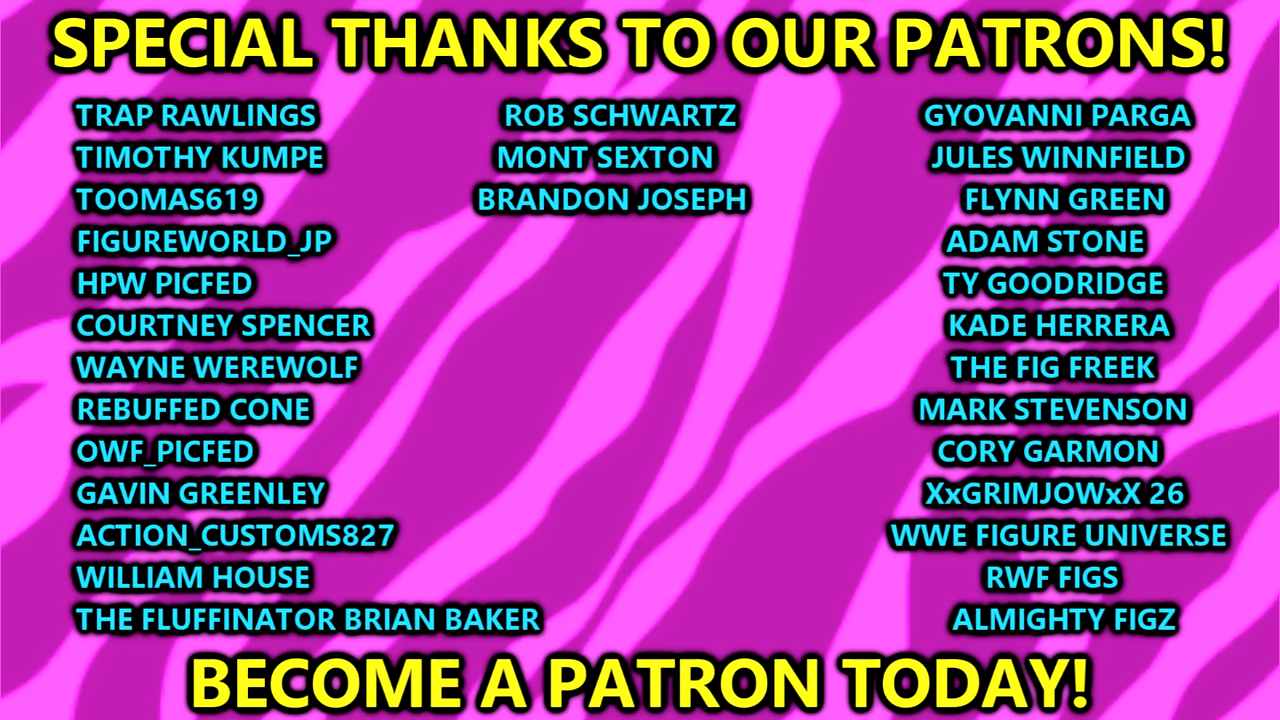 SPECIAL THANKS TO OUR PATRONS!
TRAP RAWLINGS
TIMOTHY KUMPE
TOOMAS619
FIGUREWORLD_JP
HPW PICFED
COURTNEY SPENCER
WAYNE WEREWOLF
REBUFFED CONE
OWF_PICFED
GAVIN GREENLEY
ACTION_CUSTOMS827
WILLIAM HOUSE
THE FLUFFINATOR BRIAN BAKER
ROB SCHWARTZ
MONT SEXTON
BRANDON JOSEPH
GYOVANNI PARGA
JULES WINNFIELD
FLYNN GREEN
ADAM STONE
TY GOODRIDGE
KADE HERRERA
THE FIG FREEK
MARK STEVENSON
CORY GARMON
XxGRIMJOWxX 26
WWE FIGURE UNIVERSE
RWF FIGS
ALMIGHTY FIGZ
BECOME A PATRON TODAY!